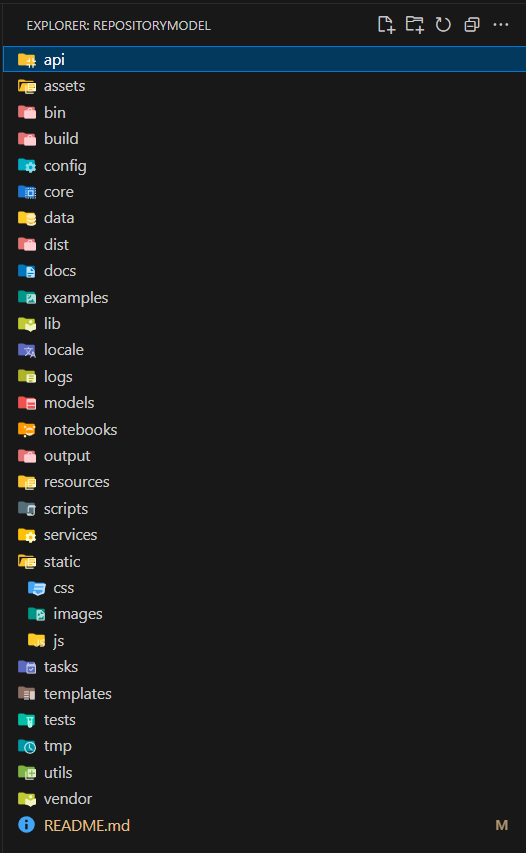 EXPLORER: REPOSITORYMODEL
api
assets
bin
build
config
core
data
dist
docs
examples
lib
locale
logs
models
notebooks
output
resources
scripts
services
static
css
images
js
tasks
templates
tests
tmp
utils
vendor
README.md M